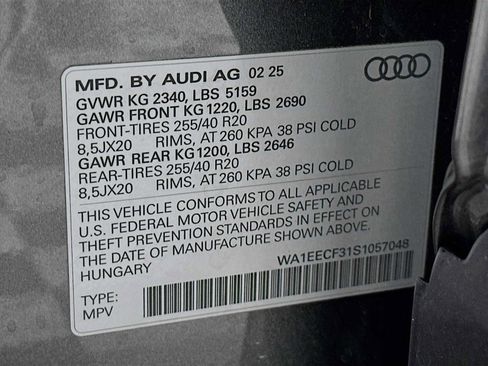 MFD. BY AUDI AG 02 25
GVWR KG 2340, LBS 5159
GAWR FRONT KG 1220, LBS 2690
FRONT-TIRES 255/40 R20
8,5JX20 RIMS, AT 260 KPA 38 PSI COLD
GAWR REAR KG 1200, LBS 2646
REAR-TIRES 255/40 R20
8,5JX20 RIMS, AT 260 KPA 38 PSI COLD
THIS VEHICLE CONFORMS TO ALL APPLICABLE
U.S. FEDERAL MOTOR VEHICLE SAFETY AND
THEFT PREVENTION STANDARDS IN EFFECT ON
THE DATE OF MANUFACTURE SHOWN ABOVE.
HUNGARY
WA1EECF31S1057048
TYPE:
MPV